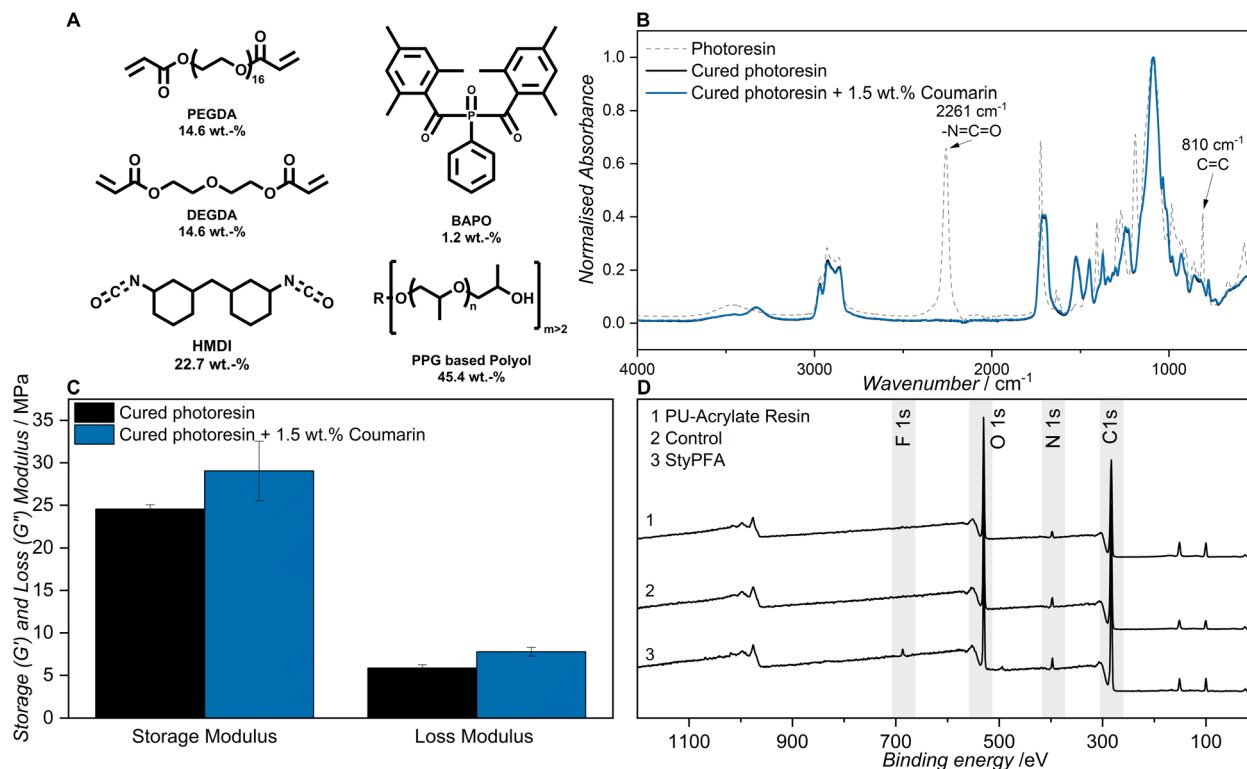 A
O
O
O
O
16
PEGDA
14.6 wt.-%
O
O
O
O
O
DEGDA
14.6 wt.-%
O
O
P
O
BAPO
1.2 wt.-%
O=C=N
N=C=O
HMDI
22.7 wt.-%
R
O
O
n
OH
m>2
PPG based Polyol
45.4 wt.-%
B
Photoresin
Cured photoresin
Cured photoresin + 1.5 wt.% Coumarin
2261 cm⁻¹
-N=C=O
810 cm⁻¹
C=C
Normalised Absorbance
1.0
0.8
0.6
0.4
0.2
0.0
4000
3000
2000
1000
Wavenumber / cm⁻¹
C
Cured photoresin
Cured photoresin + 1.5 wt.% Coumarin
Storage (G') and Loss (G") Modulus / MPa
35
30
25
20
15
10
5
0
Storage Modulus
Loss Modulus
D
1 PU-Acrylate Resin
2 Control
3 StyPFA
F 1s
O 1s
N 1s
C1s
1
2
3
1100
900
700
500
300
100
Binding energy /eV